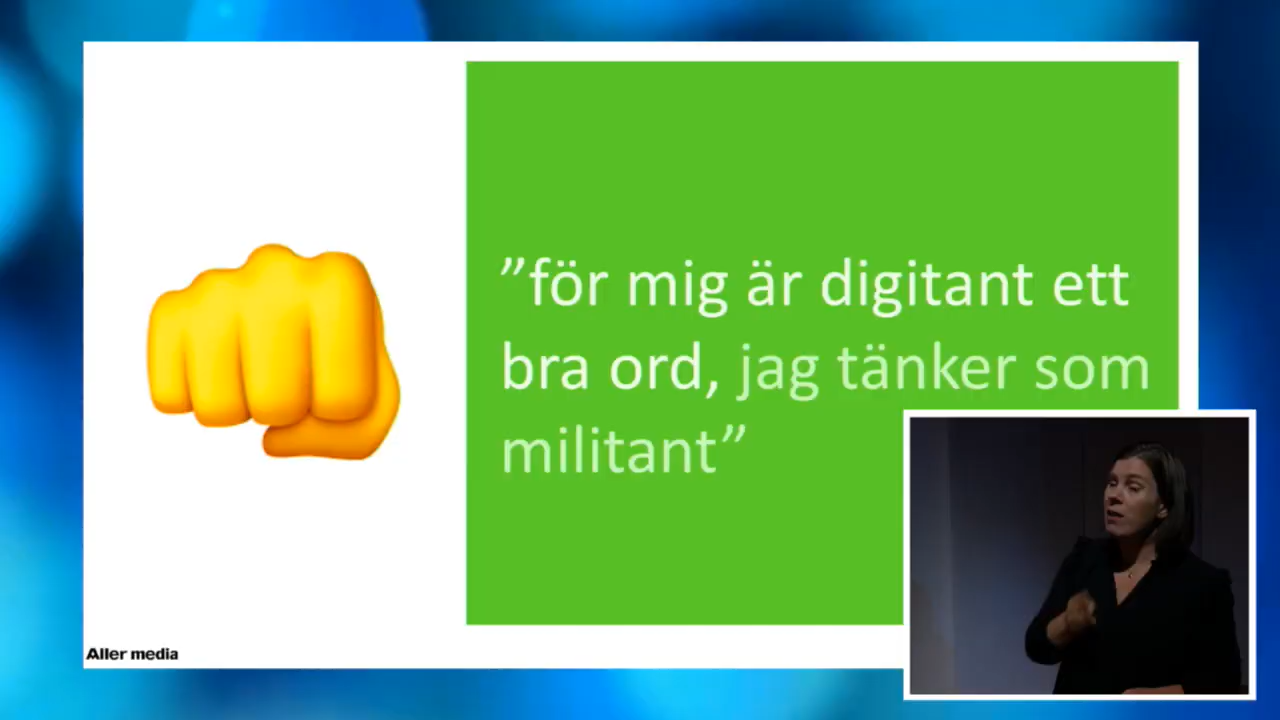 ”för mig är digitant ett
bra ord, jag tänker som
militant”
Aller media